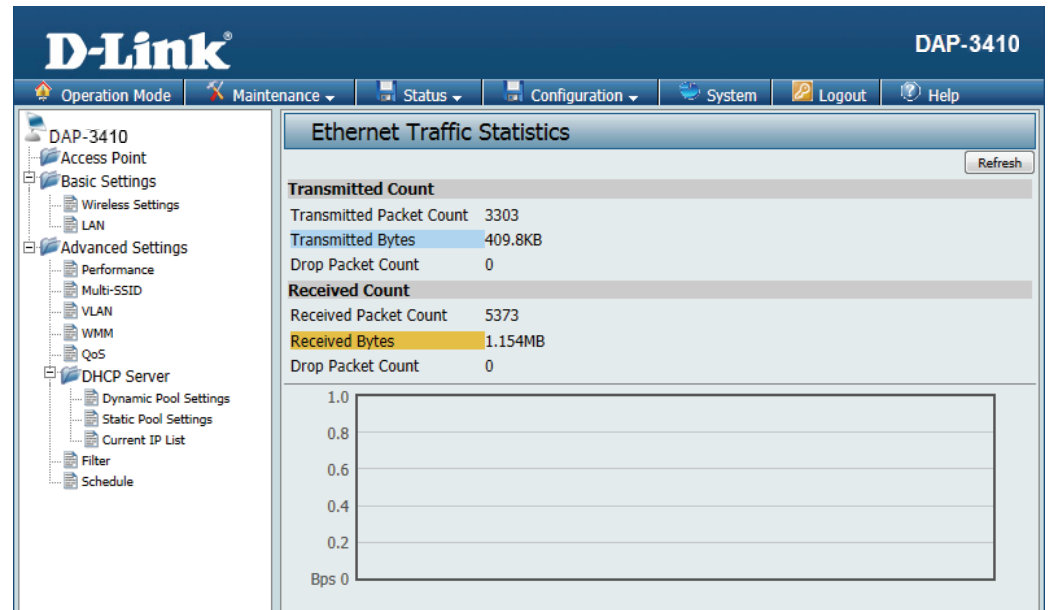 D-Link®
DAP-3410
Operation Mode Maintenance Status Configuration System Logout Help
DAP-3410
Access Point
Basic Settings
Wireless Settings
LAN
Advanced Settings
Performance
Multi-SSID
VLAN
WMM
QoS
DHCP Server
Dynamic Pool Settings
Static Pool Settings
Current IP List
Filter
Schedule
Ethernet Traffic Statistics
Refresh
Transmitted Count
Transmitted Packet Count 3303
Transmitted Bytes 409.8KB
Drop Packet Count 0
Received Count
Received Packet Count 5373
Received Bytes 1.154MB
Drop Packet Count 0
1.0
0.8
0.6
0.4
0.2
Bps 0